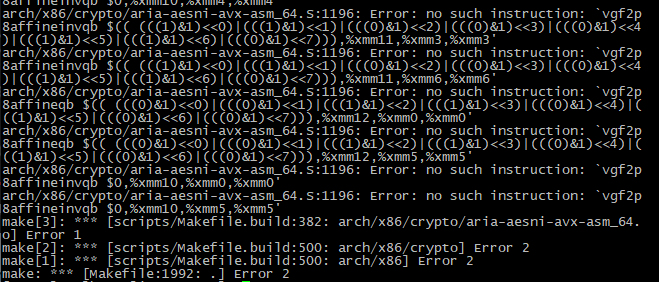 8affineinvqb $0,%xmm10,%xmm4,%xmm4'
arch/x86/crypto/aria-aesni-avx-asm_64.S:1196: Error: no such instruction: `vgf2p
8affineinvqb $(( (((1)&1)<<0)|(((1)&1)<<1)|(((0)&1)<<2)|(((0)&1)<<3)|(((0)&1)<<4
)|(((1)&1)<<5)|(((1)&1)<<6)|(((0)&1)<<7))),%xmm11,%xmm3,%xmm3'
arch/x86/crypto/aria-aesni-avx-asm_64.S:1196: Error: no such instruction: `vgf2p
8affineinvqb $(( (((1)&1)<<0)|(((1)&1)<<1)|(((0)&1)<<2)|(((0)&1)<<3)|(((0)&1)<<4
)|(((1)&1)<<5)|(((1)&1)<<6)|(((0)&1)<<7))),%xmm11,%xmm6,%xmm6'
arch/x86/crypto/aria-aesni-avx-asm_64.S:1196: Error: no such instruction: `vgf2p
8affineqb $(( (((0)&1)<<0)|(((0)&1)<<1)|(((1)&1)<<2)|(((1)&1)<<3)|(((0)&1)<<4)|(
((1)&1)<<5)|(((0)&1)<<6)|(((0)&1)<<7))),%xmm12,%xmm0,%xmm0'
arch/x86/crypto/aria-aesni-avx-asm_64.S:1196: Error: no such instruction: `vgf2p
8affineqb $(( (((0)&1)<<0)|(((0)&1)<<1)|(((1)&1)<<2)|(((1)&1)<<3)|(((0)&1)<<4)|(
((1)&1)<<5)|(((0)&1)<<6)|(((0)&1)<<7))),%xmm12,%xmm5,%xmm5'
arch/x86/crypto/aria-aesni-avx-asm_64.S:1196: Error: no such instruction: `vgf2p
8affineinvqb $0,%xmm10,%xmm0,%xmm0'
arch/x86/crypto/aria-aesni-avx-asm_64.S:1196: Error: no such instruction: `vgf2p
8affineinvqb $0,%xmm10,%xmm5,%xmm5'
make[3]: *** [scripts/Makefile.build:382: arch/x86/crypto/aria-aesni-avx-asm_64.
o] Error 1
make[2]: *** [scripts/Makefile.build:500: arch/x86/crypto] Error 2
make[1]: *** [scripts/Makefile.build:500: arch/x86] Error 2
make: *** [Makefile:1992: .] Error 2